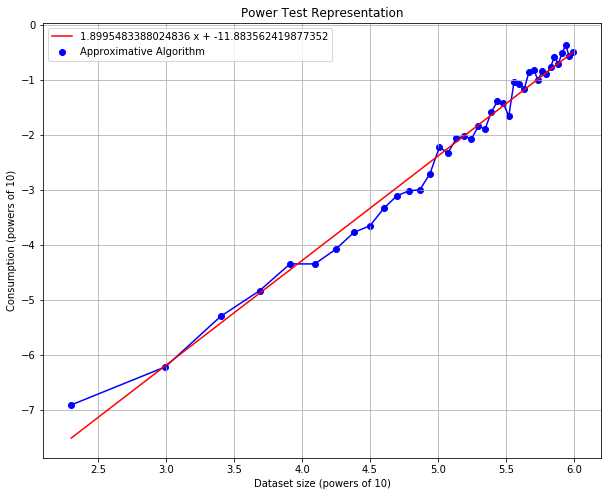 Power Test Representation
1.8995483388024836 x + -11.883562419877352
Approximative Algorithm
0
−1
−2
−3
−4
−5
−6
−7
Consumption (powers of 10)
2.5 3.0 3.5 4.0 4.5 5.0 5.5 6.0
Dataset size (powers of 10)